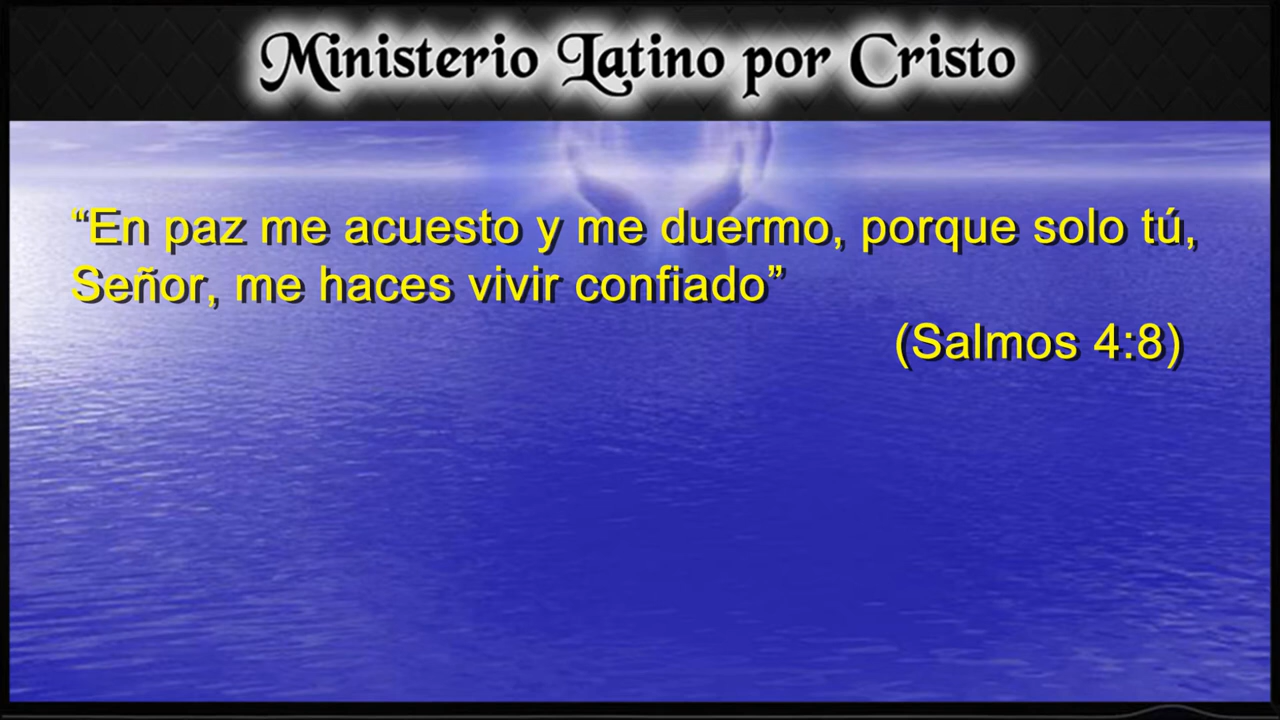 Ministerio Latino por Cristo
“En paz me acuesto y me duermo, porque solo tú,
Señor, me haces vivir confiado”
(Salmos 4:8)